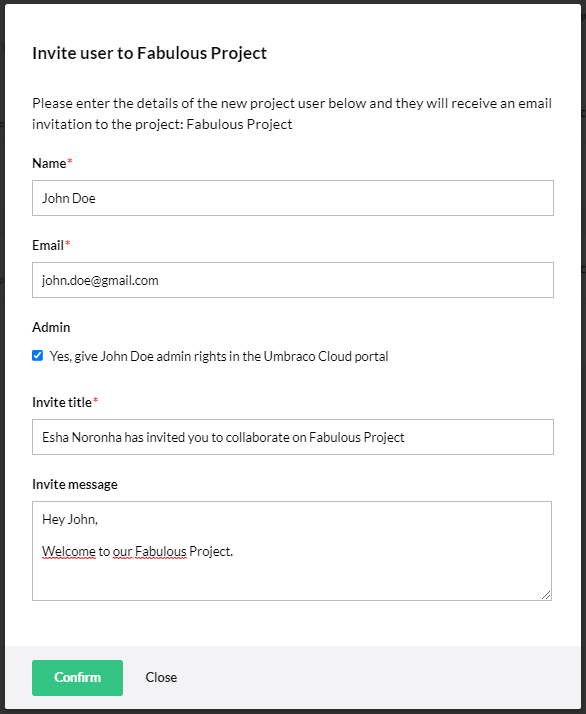 Invite user to Fabulous Project
Please enter the details of the new project user below and they will receive an email
invitation to the project: Fabulous Project
Name*
John Doe
Email*
john.doe@gmail.com
Admin
Yes, give John Doe admin rights in the Umbraco Cloud portal
Invite title*
Esha Noronha has invited you to collaborate on Fabulous Project
Invite message
Hey John,
Welcome to our Fabulous Project.
Confirm Close